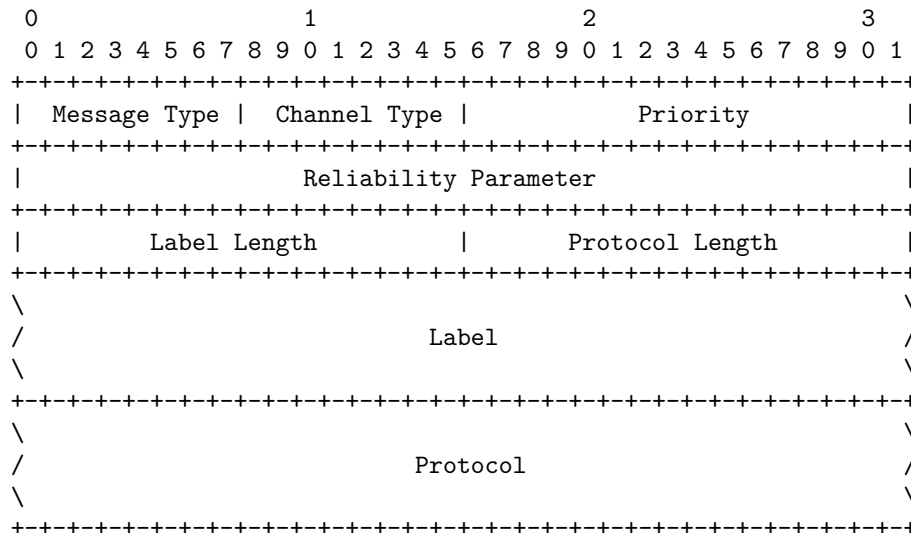 0                   1                   2                   3
0 1 2 3 4 5 6 7 8 9 0 1 2 3 4 5 6 7 8 9 0 1 2 3 4 5 6 7 8 9 0 1
+-+-+-+-+-+-+-+-+-+-+-+-+-+-+-+-+-+-+-+-+-+-+-+-+-+-+-+-+-+-+-+-+
|  Message Type |  Channel Type |            Priority           |
+-+-+-+-+-+-+-+-+-+-+-+-+-+-+-+-+-+-+-+-+-+-+-+-+-+-+-+-+-+-+-+-+
|                    Reliability Parameter                      |
+-+-+-+-+-+-+-+-+-+-+-+-+-+-+-+-+-+-+-+-+-+-+-+-+-+-+-+-+-+-+-+-+
|         Label Length          |       Protocol Length         |
+-+-+-+-+-+-+-+-+-+-+-+-+-+-+-+-+-+-+-+-+-+-+-+-+-+-+-+-+-+-+-+-+
\                                                               \
/                             Label                             /
\                                                               \
+-+-+-+-+-+-+-+-+-+-+-+-+-+-+-+-+-+-+-+-+-+-+-+-+-+-+-+-+-+-+-+-+
\                                                               \
/                            Protocol                           /
\                                                               \
+-+-+-+-+-+-+-+-+-+-+-+-+-+-+-+-+-+-+-+-+-+-+-+-+-+-+-+-+-+-+-+-+